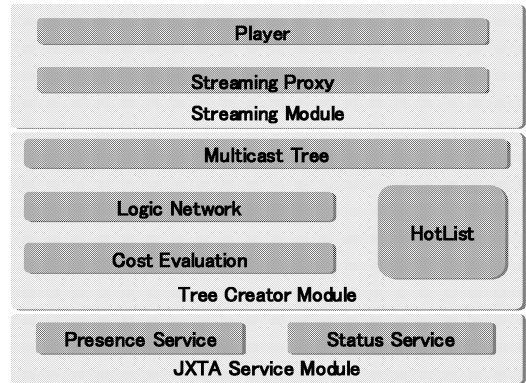 Player
Streaming Proxy
Streaming Module
Multicast Tree
Logic Network
HotList
Cost Evaluation
Tree Creator Module
Presence Service
Status Service
JXTA Service Module